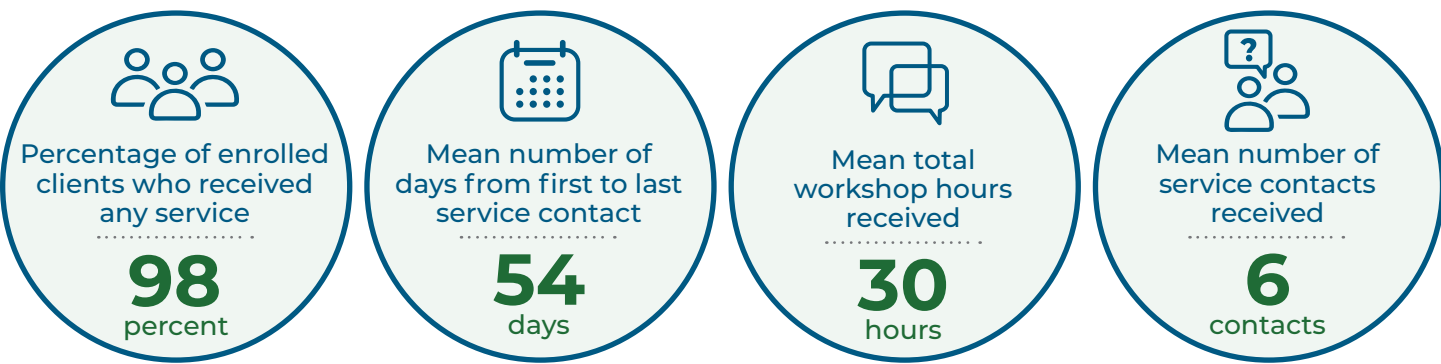 Percentage of enrolled
clients who received
any service
98
percent
Mean number of
days from first to last
service contact
54
days
Mean total
workshop hours
received
30
hours
?
Mean number of
service contacts
received
6
contacts